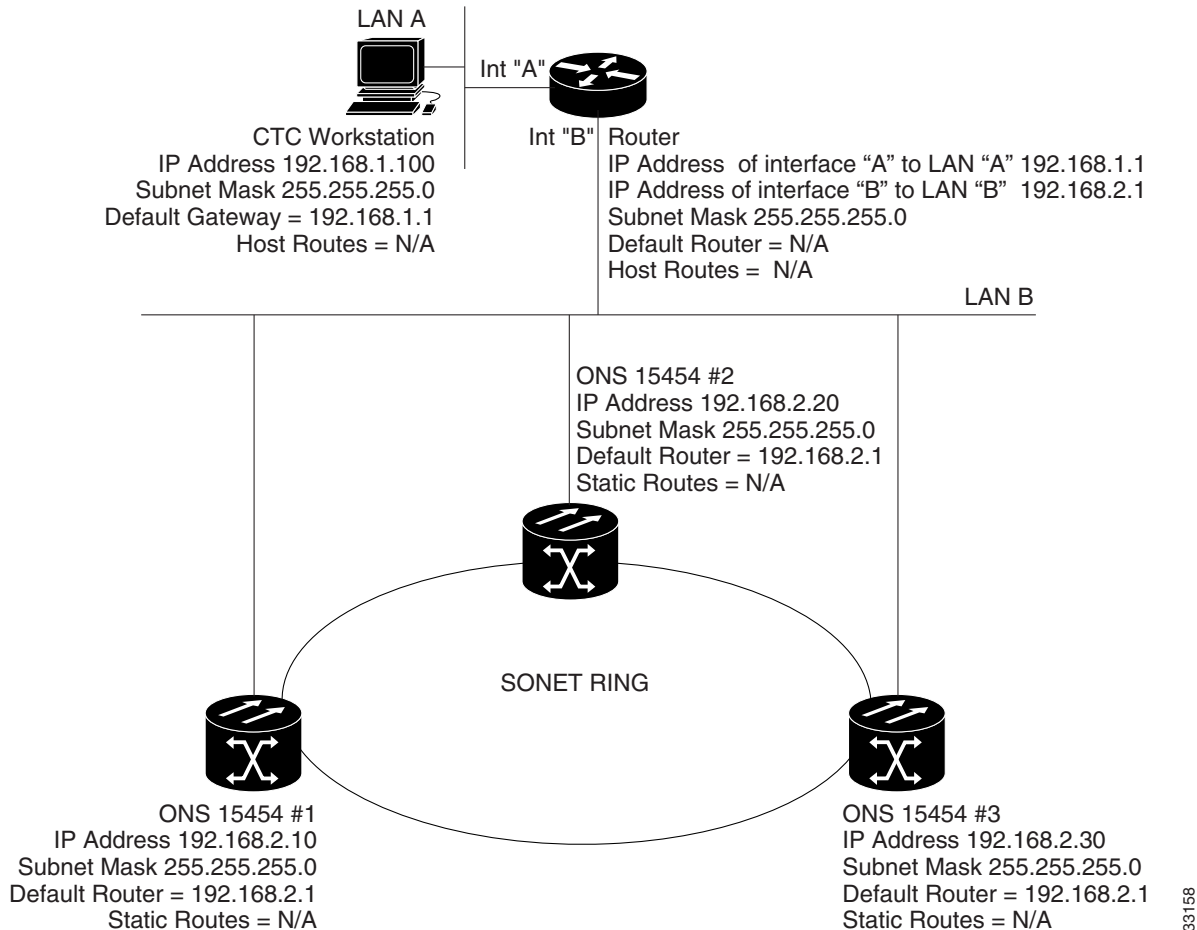 LAN A
Int "A"
CTC Workstation
IP Address 192.168.1.100
Subnet Mask 255.255.255.0
Default Gateway = 192.168.1.1
Host Routes = N/A
Int "B"
Router
IP Address of interface “A” to LAN “A” 192.168.1.1
IP Address of interface “B” to LAN “B” 192.168.2.1
Subnet Mask 255.255.255.0
Default Router = N/A
Host Routes = N/A
LAN B
ONS 15454 #2
IP Address 192.168.2.20
Subnet Mask 255.255.255.0
Default Router = 192.168.2.1
Static Routes = N/A
SONET RING
ONS 15454 #1
IP Address 192.168.2.10
Subnet Mask 255.255.255.0
Default Router = 192.168.2.1
Static Routes = N/A
ONS 15454 #3
IP Address 192.168.2.30
Subnet Mask 255.255.255.0
Default Router = 192.168.2.1
Static Routes = N/A
33158